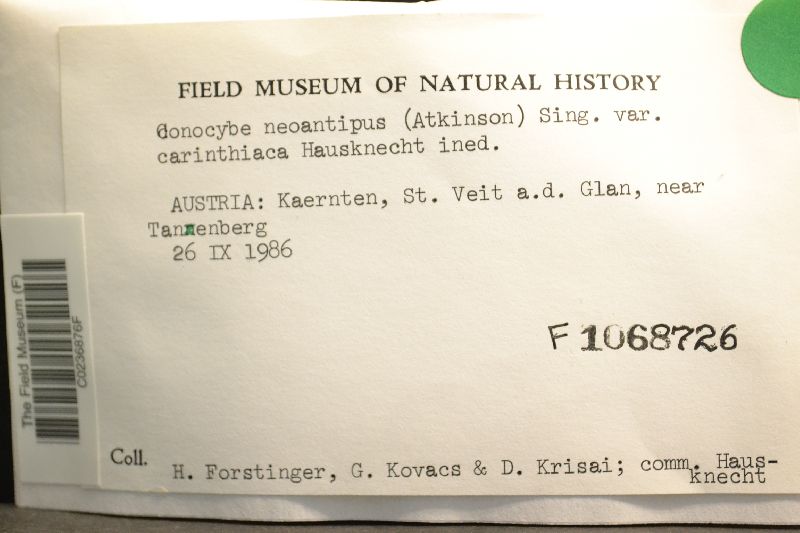 FIELD MUSEUM OF NATURAL HISTORY
Conocybe neoantipus (Atkinson) Sing. var.
carinthiaca Hausknecht ined.
AUSTRIA: Kaernten, St. Veit a.d. Glan, near
Tannenberg
26 IX 1986
F 1068726
The Field Museum (F)
C0236876F
Coll. H. Forstinger, G. Kovacs & D. Krisai; comm. Haus-
knecht